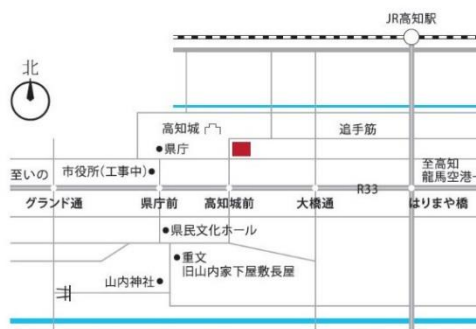 JR高知駅
北
高知城
追手筋
県庁
市役所(工事中)
至いの
至高知
龍馬空港
R33
グランド通
県庁前
高知城前
大橋通
はりまや橋
県民文化ホール
重文
旧山内家下屋敷長屋
山内神社